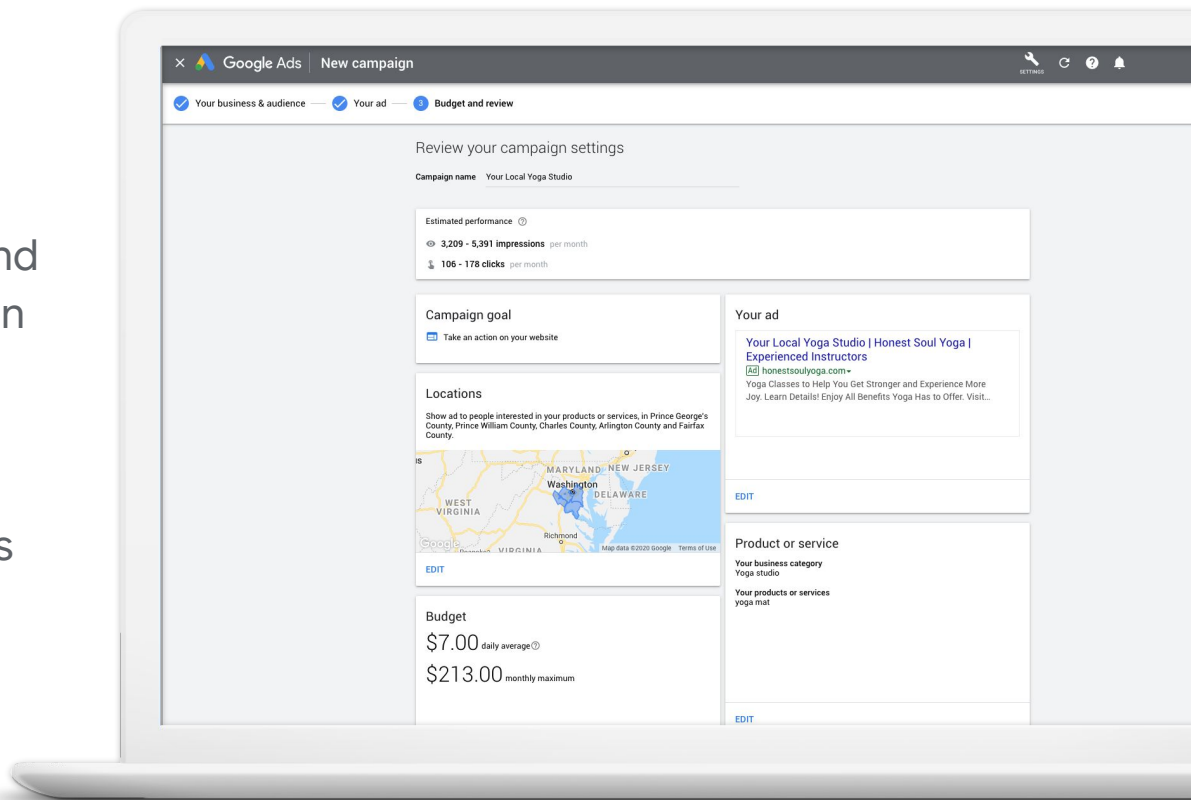 nd
n
s
Google Ads New campaign
SETTINGS
Your business & audience
Your ad
3 Budget and review
Review your campaign settings
Campaign name Your Local Yoga Studio
Estimated performance
3,209 - 5,391 impressions per month
106 - 178 clicks per month
Campaign goal
Take an action on your website
Locations
Show ad to people interested in your products or services, in Prince George's
County, Prince William County, Charles County, Arlington County and Fairfax
County.
MARYLAND NEW JERSEY
Washington
DELAWARE
WEST
VIRGINIA
Richmond
Google
VIRGINIA
Map data ©2020 Google Terms of Use
EDIT
Budget
$7.00 daily average
$213.00 monthly maximum
Your ad
Your Local Yoga Studio | Honest Soul Yoga |
Experienced Instructors
Ad honestsoulyoga.com
Yoga Classes to Help You Get Stronger and Experience More
Joy. Learn Details! Enjoy All Benefits Yoga Has to Offer. Visit...
EDIT
Product or service
Your business category
Yoga studio
Your products or services
yoga mat
EDIT